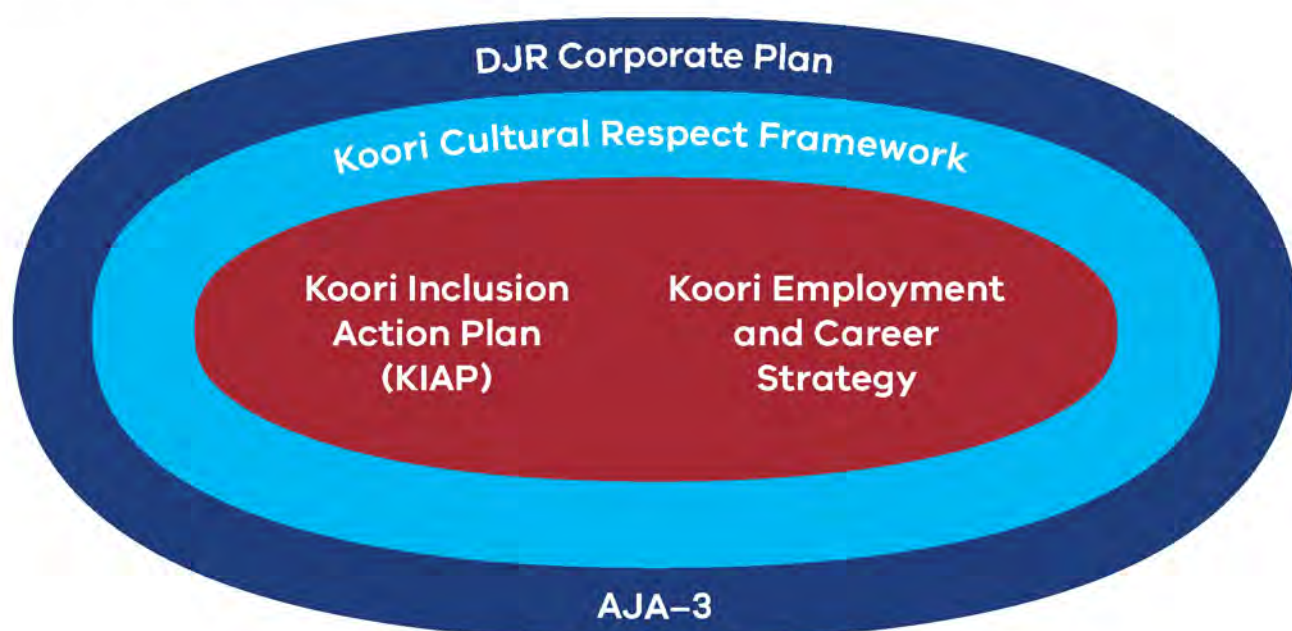 DJR Corporate Plan
Koori Cultural Respect Framework
Koori Inclusion
Action Plan
(KIAP)
Koori Employment
and Career
Strategy
AJA–3